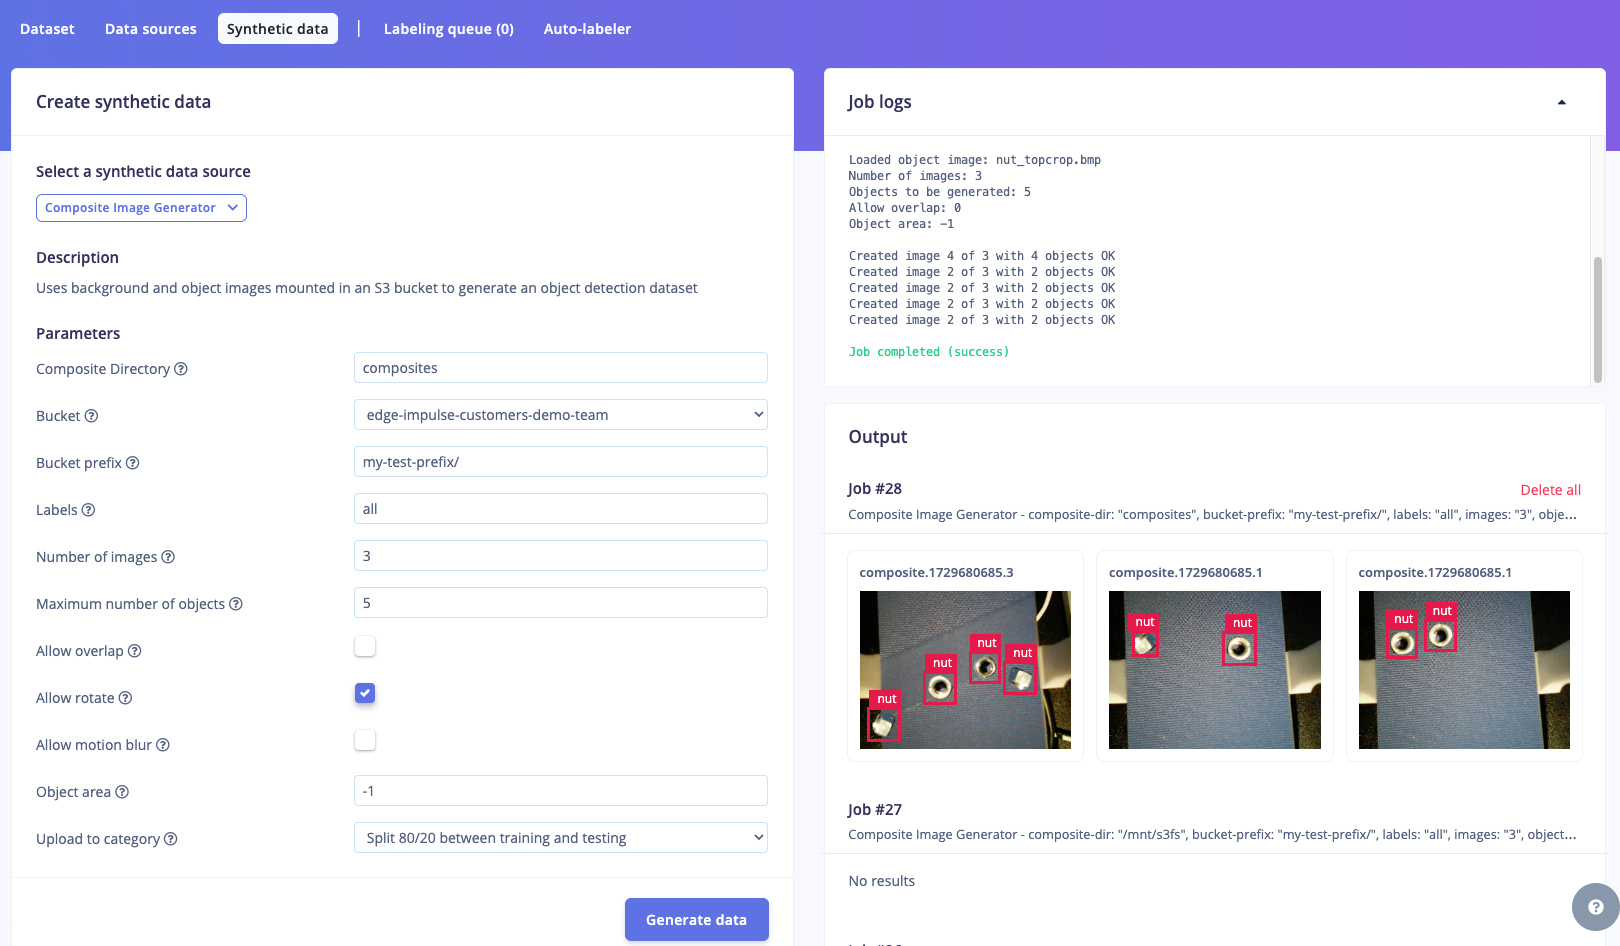 Dataset
Data sources
Synthetic data
|
Labeling queue (0)
Auto-labeler
Create synthetic data
Select a synthetic data source
Composite Image Generator
Description
Uses background and object images mounted in an S3 bucket to generate an object detection dataset
Parameters
Composite Directory
composites
Bucket
edge-impulse-customers-demo-team
Bucket prefix
my-test-prefix/
Labels
all
Number of images
3
Maximum number of objects
5
Allow overlap
Allow rotate
Allow motion blur
Object area
-1
Upload to category
Split 80/20 between training and testing
Generate data
Job logs
Loaded object image: nut_topcrop.bmp
Number of images: 3
Objects to be generated: 5
Allow overlap: 0
Object area: -1
Created image 4 of 3 with 4 objects OK
Created image 2 of 3 with 2 objects OK
Created image 2 of 3 with 2 objects OK
Created image 2 of 3 with 2 objects OK
Created image 2 of 3 with 2 objects OK
Job completed (success)
Output
Job #28
Delete all
Composite Image Generator - composite-dir: "composites", bucket-prefix: "my-test-prefix/", labels: "all", images: "3", obje...
composite.1729680685.3
nut
nut
nut
nut
composite.1729680685.1
nut
nut
composite.1729680685.1
nut
nut
Job #27
Composite Image Generator - composite-dir: "/mnt/s3fs", bucket-prefix: "my-test-prefix/", labels: "all", images: "3", object...
No results